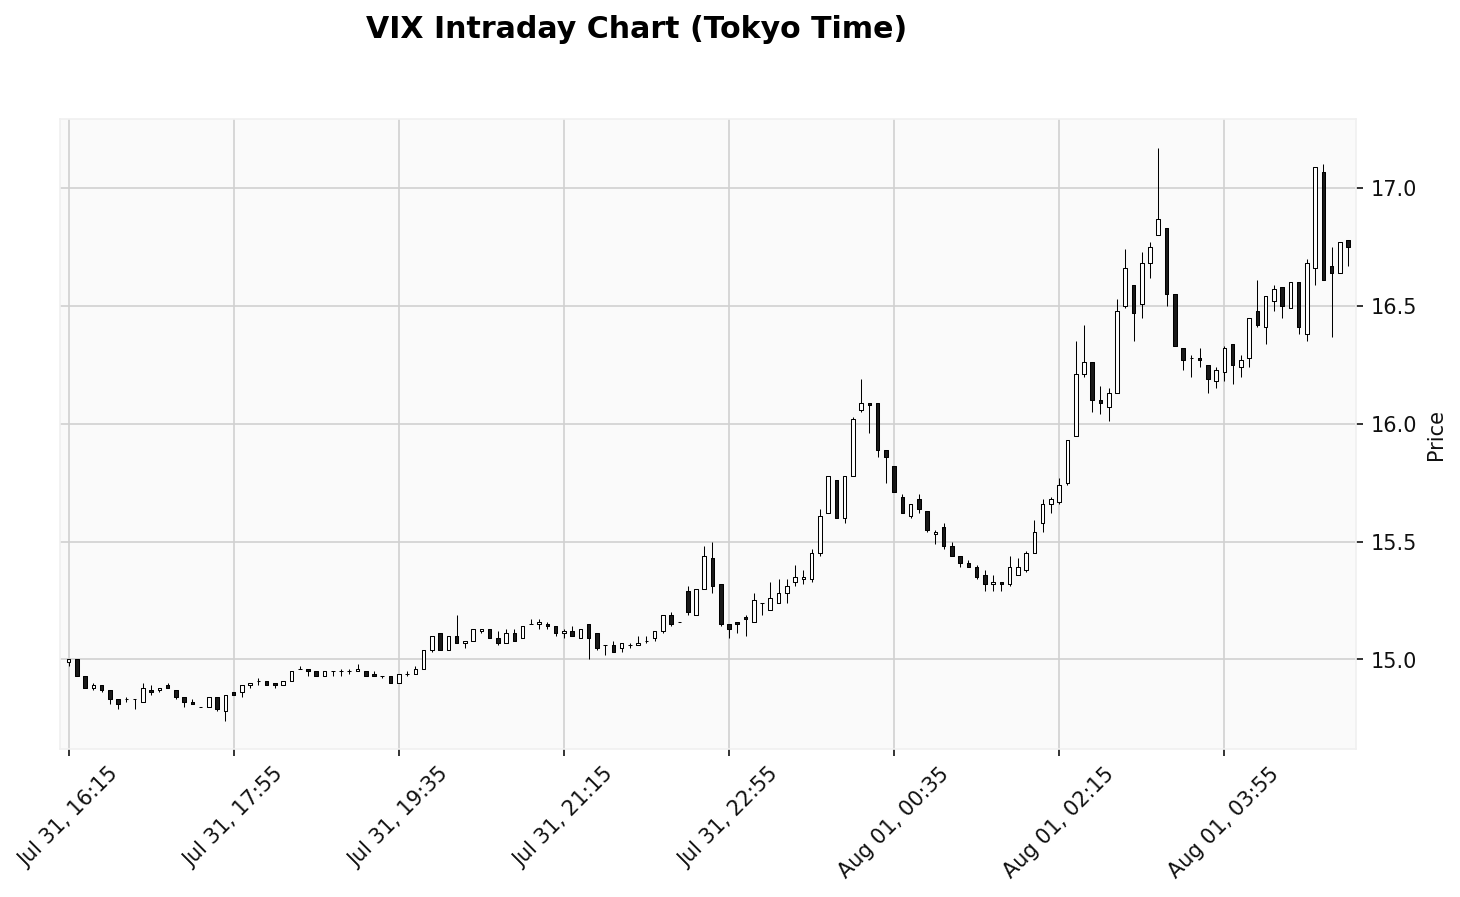 VIX Intraday Chart (Tokyo Time)
17.0
16.5
16.0
15.5
15.0
Price
Jul 31, 16:15
Jul 31, 17:55
Jul 31, 19:35
Jul 31, 21:15
Jul 31, 22:55
Aug 01, 00:35
Aug 01, 02:15
Aug 01, 03:55